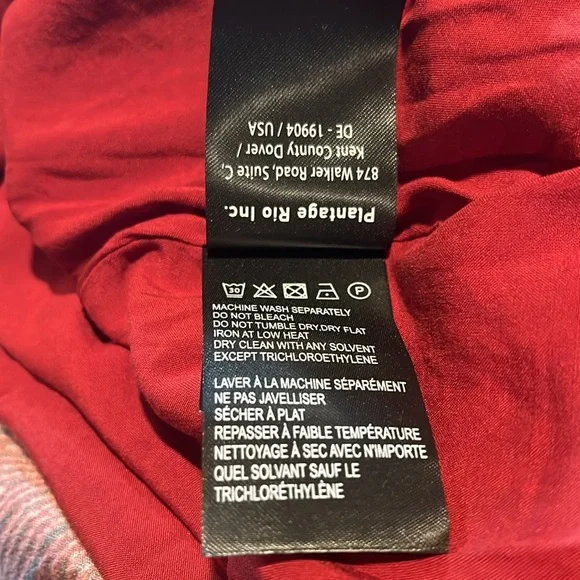 Plantage Rio Inc.
874 Walker Road, Suite C,
Kent County Dover /
DE - 19904 / USA
30 P
MACHINE WASH SEPARATELY
DO NOT BLEACH
DO NOT TUMBLE DRY,DRY FLAT
IRON AT LOW HEAT
DRY CLEAN WITH ANY SOLVENT
EXCEPT TRICHLOROETHYLENE
LAVER À LA MACHINE SÉPARÉMENT
NE PAS JAVELLISER
SÉCHER À PLAT
REPASSER À FAIBLE TEMPÉRATURE
NETTOYAGE À SEC AVEC N'IMPORTE
QUEL SOLVANT SAUF LE
TRICHLORÉTHYLÈNE